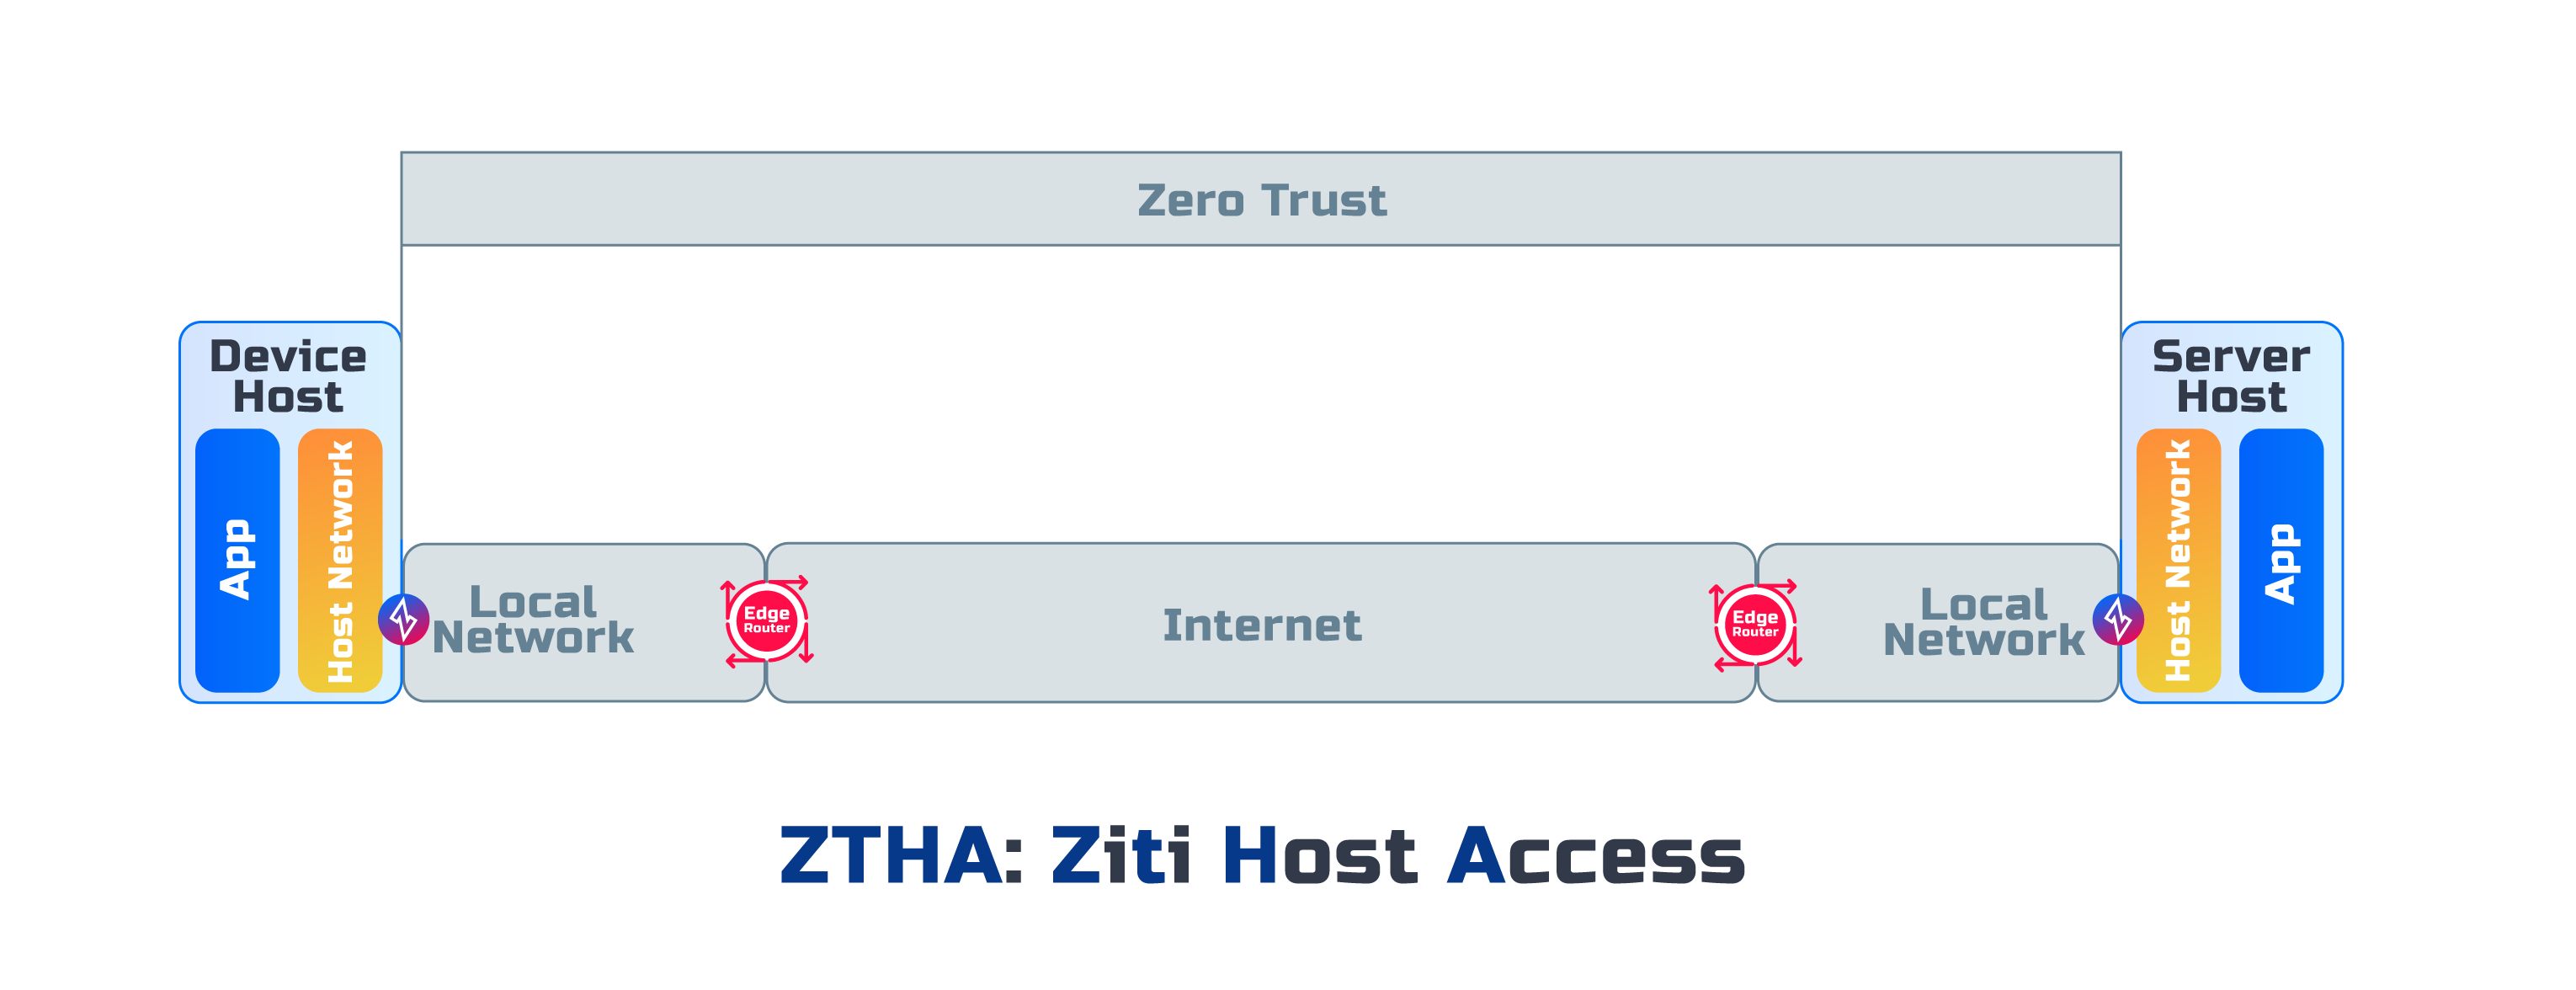 Zero Trust
Device
Host
App
Host Network
Local
Network
Edge
Router
Internet
Edge
Router
Local
Network
Server
Host
Host Network
App
ZTHA: Ziti Host Access